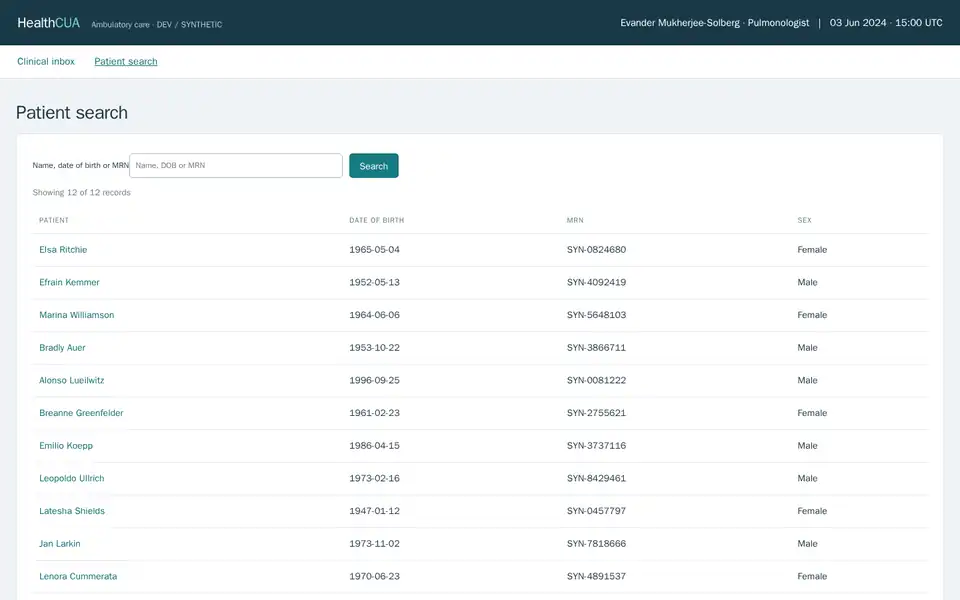 HealthCUA Ambulatory care · DEV / SYNTHETIC Evander Mukherjee-Solberg · Pulmonologist | 03 Jun 2024 · 15:00 UTC
Clinical inbox Patient search
Patient search
Name, date of birth or MRN Name, DOB or MRN Search
Showing 12 of 12 records
PATIENT DATE OF BIRTH MRN SEX
Elsa Ritchie 1965-05-04 SYN-0824680 Female
Efrain Kemmer 1952-05-13 SYN-4092419 Male
Marina Williamson 1964-06-06 SYN-5648103 Female
Bradly Auer 1953-10-22 SYN-3866711 Male
Alonso Lueilwitz 1996-09-25 SYN-0081222 Male
Breanne Greenfelder 1961-02-23 SYN-2755621 Female
Emilio Koepp 1986-04-15 SYN-3737116 Male
Leopoldo Ullrich 1973-02-16 SYN-8429461 Male
Latesha Shields 1947-01-12 SYN-0457797 Female
Jan Larkin 1973-11-02 SYN-7818666 Male
Lenora Cummerata 1970-06-23 SYN-4891537 Female